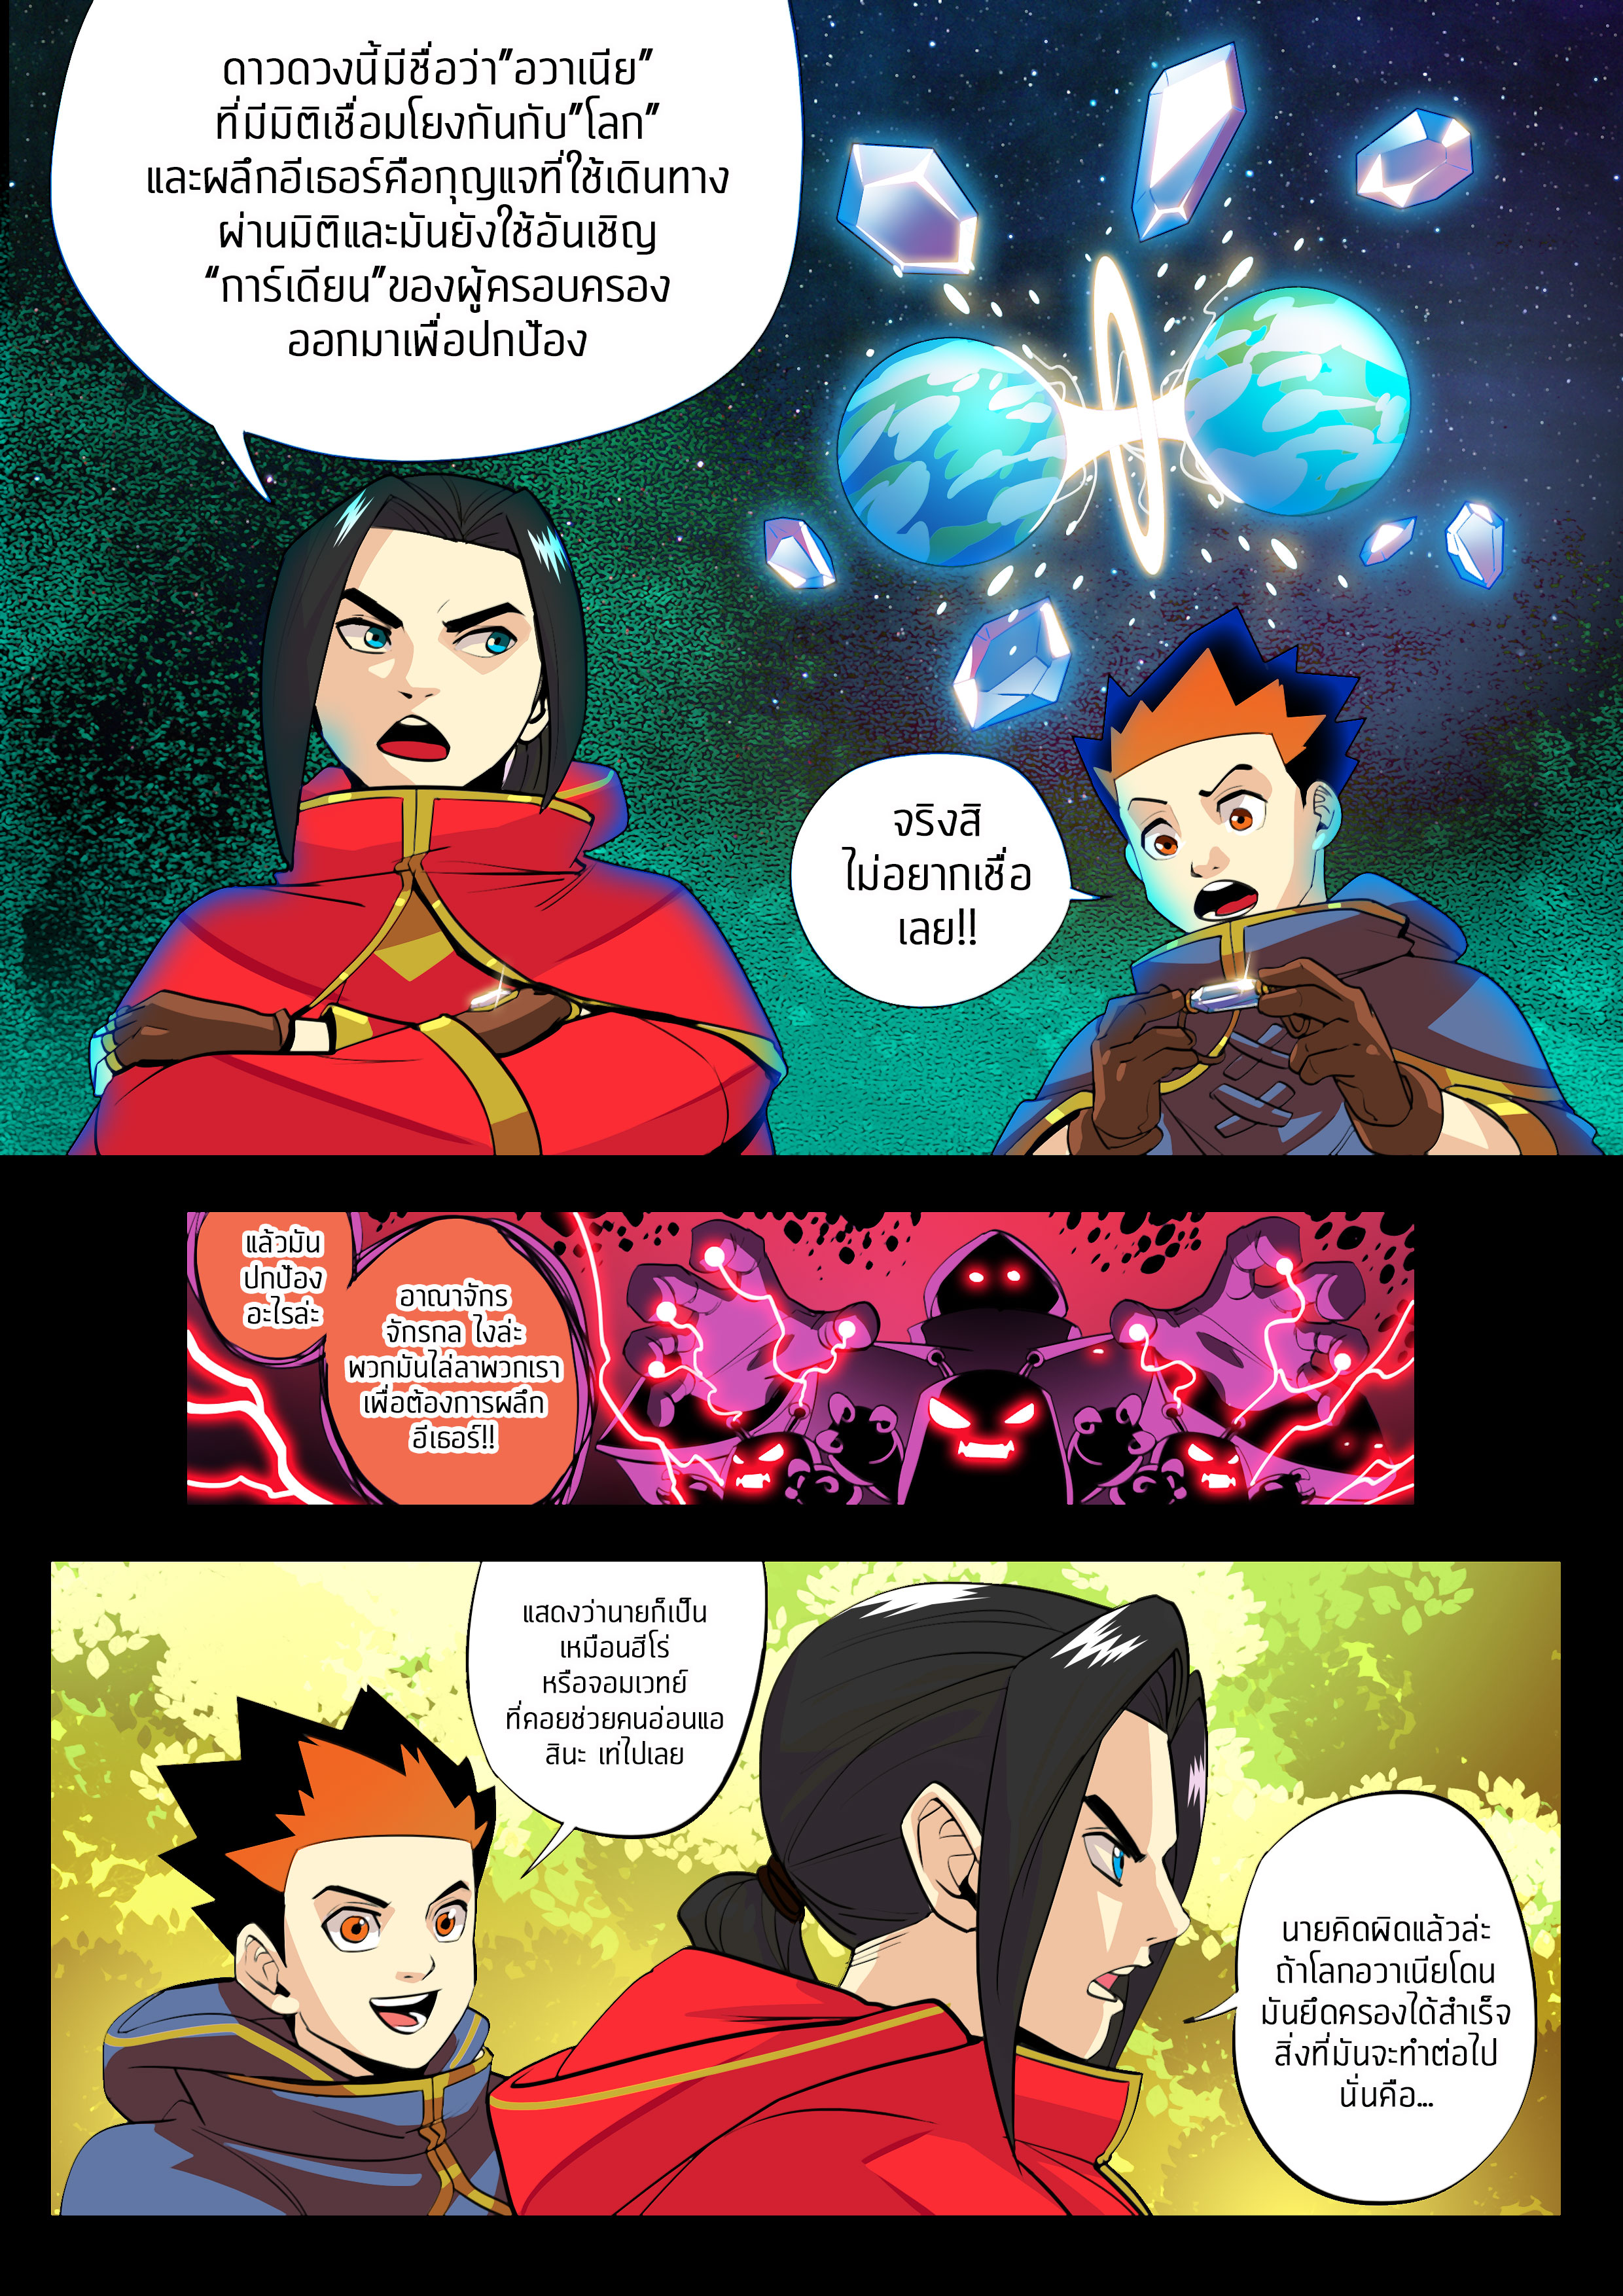 ดาวดวงนี้มีชื่อว่า"อวาเนีย"
ที่มีมิติเชื่อมโยงกันกับ"โลก"
และผลึกอีเธอร์คือกุญแจที่ใช้เดินทาง
ผ่านมิติและมันยังใช้อันเชิญ
"การ์เดียน"ของผู้ครอบครอง
ออกมาเพื่อปกป้อง
จริงสิ
ไม่อยากเชื่อ
เลย!!
แล้วมัน
ปกป้อง
อะไรล่ะ
อาณาจักร
จักรกล ไงล่ะ
พวกมันไล่ล่าพวกเรา
เพื่อต้องการผลึก
อีเธอร์!!
แสดงว่านายก็เป็น
เหมือนฮีโร่
หรือจอมเวทย์
ที่คอยช่วยคนอ่อนแอ
สินะ เท่ไปเลย
นายคิดผิดแล้วล่ะ
ถ้าโลกอวาเนียโดน
มันยึดครองได้สำเร็จ
สิ่งที่มันจะทำต่อไป
นั่นคือ...